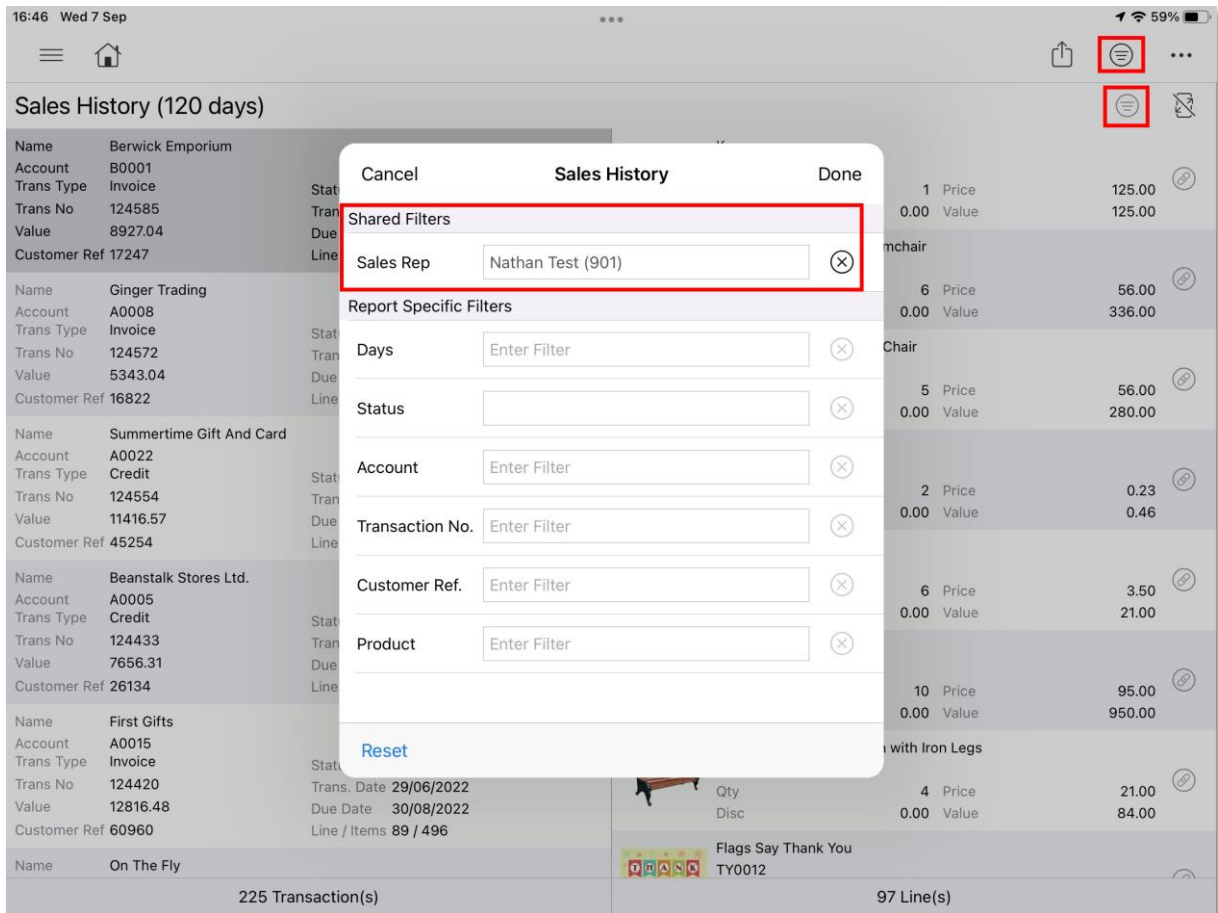 16:46 Wed 7 Sep
59%
Sales History (120 days)
Name Berwick Emporium
Account B0001
Trans Type Invoice
Trans No 124585
Value 8927.04
Due
Customer Ref 17247
Line
Name Ginger Trading
Account A0008
Trans Type Invoice
Trans No 124572
Value 5343.04
Due
Customer Ref 16822
Line
Name Summertime Gift And Card
Account A0022
Trans Type Credit
Trans No 124554
Value 11416.57
Due
Customer Ref 45254
Line
Name Beanstalk Stores Ltd.
Account A0005
Trans Type Credit
Trans No 124433
Value 7656.31
Due
Customer Ref 26134
Line
Name First Gifts
Account A0015
Trans Type Invoice
Trans No 124420
Trans. Date 29/06/2022
Value 12816.48
Due Date 30/08/2022
Customer Ref 60960
Line / Items 89 / 496
Name On The Fly
225 Transaction(s)
Cancel Sales History Done
Shared Filters
Sales Rep Nathan Test (901)
Report Specific Filters
Days Enter Filter
Status
Account Enter Filter
Transaction No. Enter Filter
Customer Ref. Enter Filter
Product Enter Filter
Reset
1 Price 125.00
0.00 Value 125.00
6 Price 56.00
0.00 Value 336.00
Chair
5 Price 56.00
0.00 Value 280.00
2 Price 0.23
0.00 Value 0.46
6 Price 3.50
0.00 Value 21.00
10 Price 95.00
0.00 Value 950.00
with Iron Legs
Qty 4 Price 21.00
Disc 0.00 Value 84.00
Flags Say Thank You
THANK
TY0012
97 Line(s)